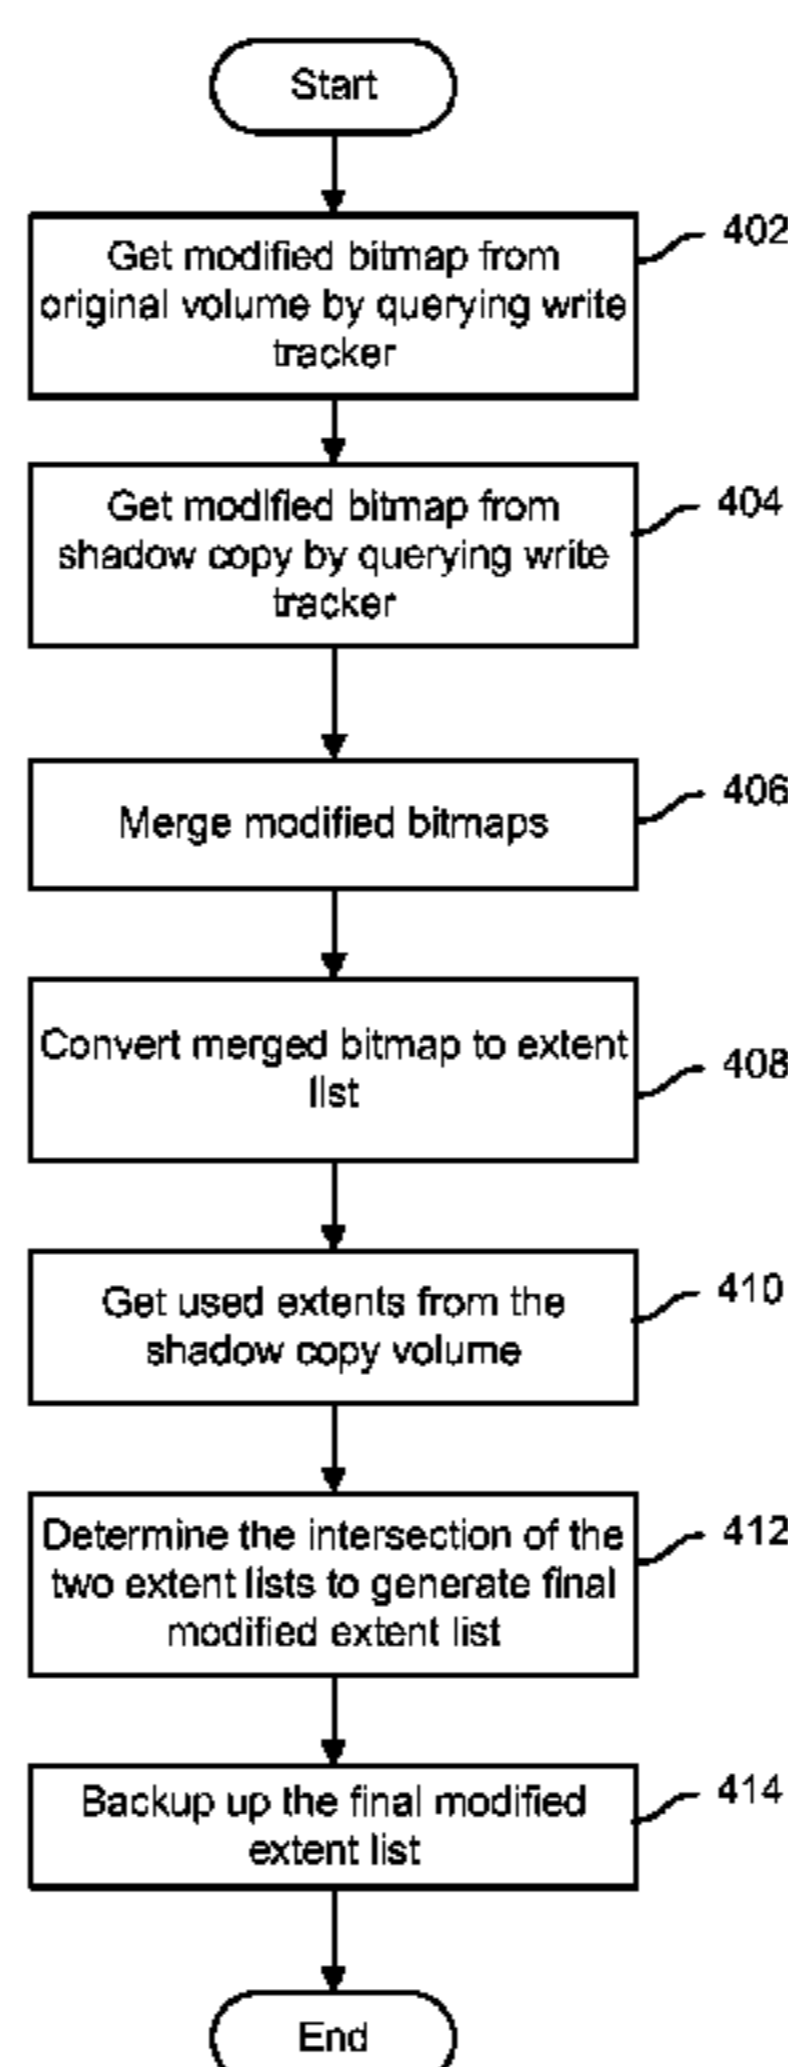 Start
Get modified bitmap from
original volume by querying write
tracker
402
Get modified bitmap from
shadow copy by querying write
tracker
404
Merge modified bitmaps
406
Convert merged bitmap to extent
list
408
Get used extents from the
shadow copy volume
410
Determine the intersection of the
two extent lists to generate final
modified extent list
412
Backup up the final modified
extent list
414
End